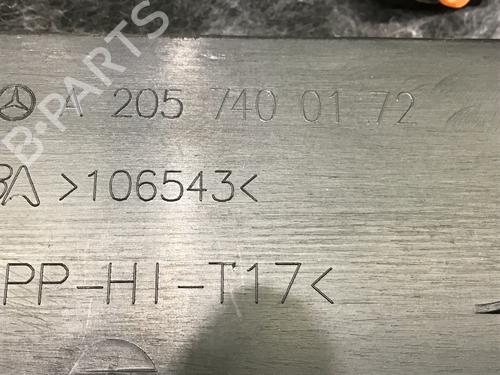 A 205 740 01 72
>106543<
PP-HI-T17<
B-PARTS